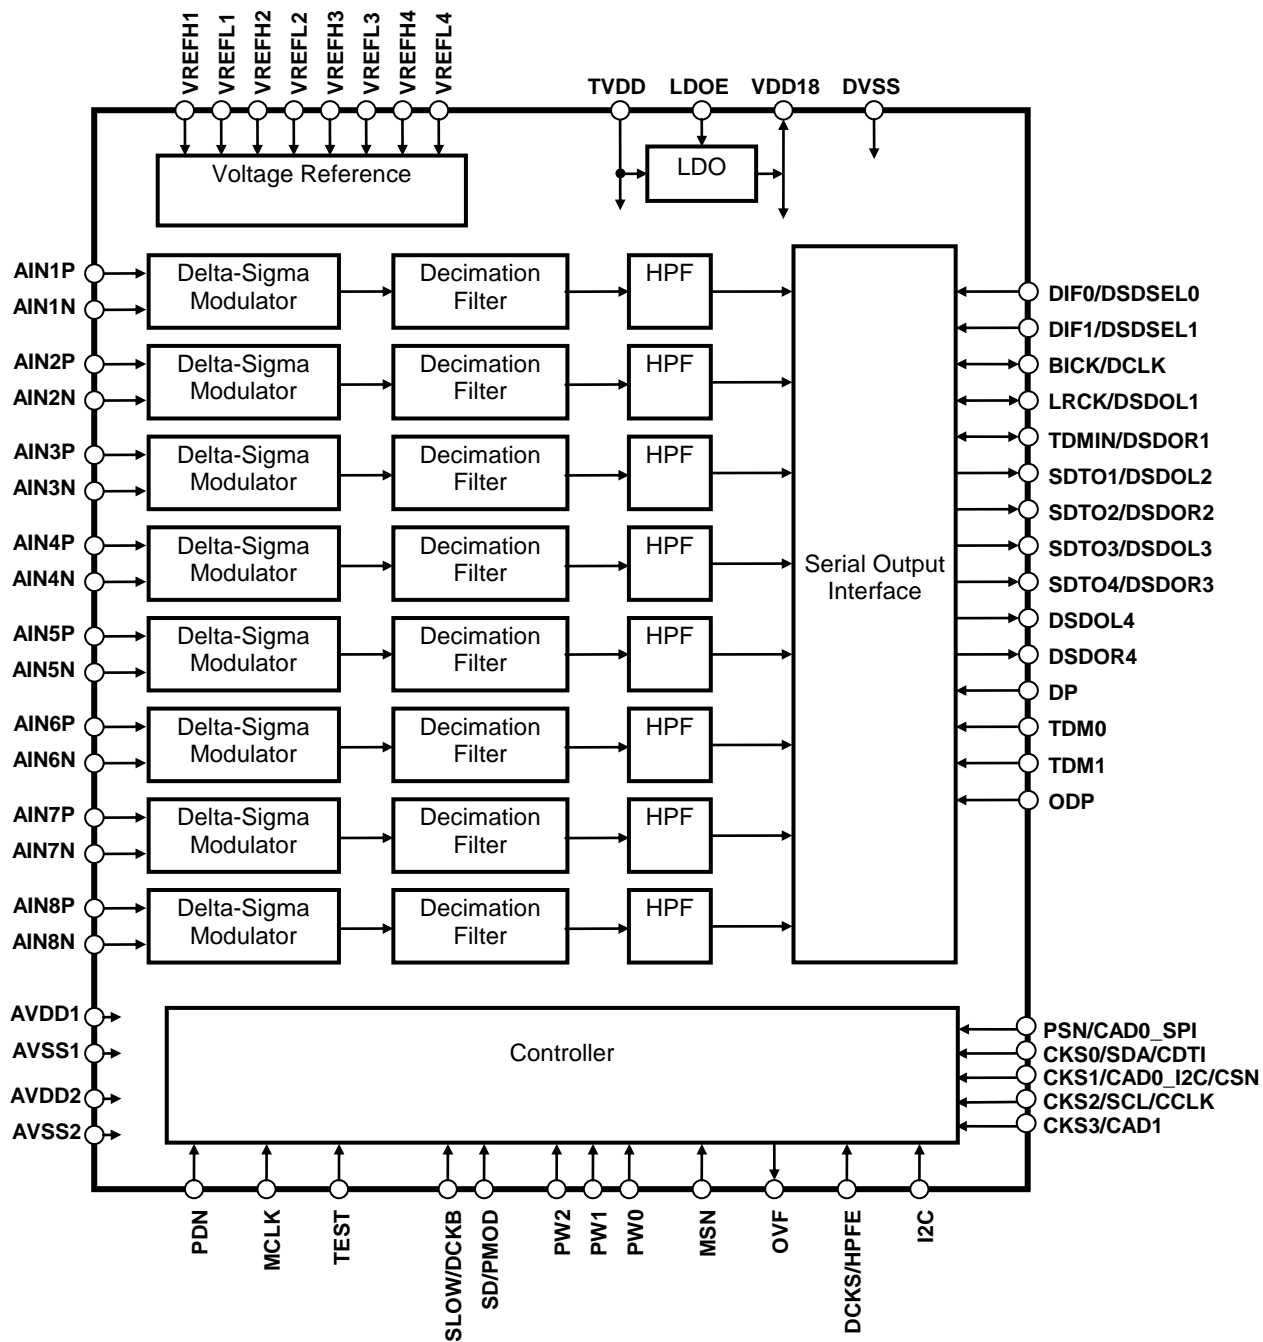 VREFH1
VREFL1
VREFH2
VREFL2
VREFH3
VREFL3
VREFH4
VREFL4
TVDD
LDOE
VDD18
DVSS
Voltage Reference
LDO
AIN1P
AIN1N
Delta-Sigma
Modulator
Decimation
Filter
HPF
AIN2P
AIN2N
Delta-Sigma
Modulator
Decimation
Filter
HPF
AIN3P
AIN3N
Delta-Sigma
Modulator
Decimation
Filter
HPF
AIN4P
AIN4N
Delta-Sigma
Modulator
Decimation
Filter
HPF
AIN5P
AIN5N
Delta-Sigma
Modulator
Decimation
Filter
HPF
AIN6P
AIN6N
Delta-Sigma
Modulator
Decimation
Filter
HPF
AIN7P
AIN7N
Delta-Sigma
Modulator
Decimation
Filter
HPF
AIN8P
AIN8N
Delta-Sigma
Modulator
Decimation
Filter
HPF
Serial Output
Interface
DIF0/DSDSEL0
DIF1/DSDSEL1
BICK/DCLK
LRCK/DSDOL1
TDMIN/DSDOR1
SDTO1/DSDOL2
SDTO2/DSDOR2
SDTO3/DSDOL3
SDTO4/DSDOR3
DSDOL4
DSDOR4
DP
TDM0
TDM1
ODP
AVDD1
AVSS1
AVDD2
AVSS2
Controller
PSN/CAD0_SPI
CKS0/SDA/CDTI
CKS1/CAD0_I2C/CSN
CKS2/SCL/CCLK
CKS3/CAD1
PDN
MCLK
TEST
SLOW/DCKB
SD/PMOD
PW2
PW1
PW0
MSN
OVF
DCKS/HPFE
I2C